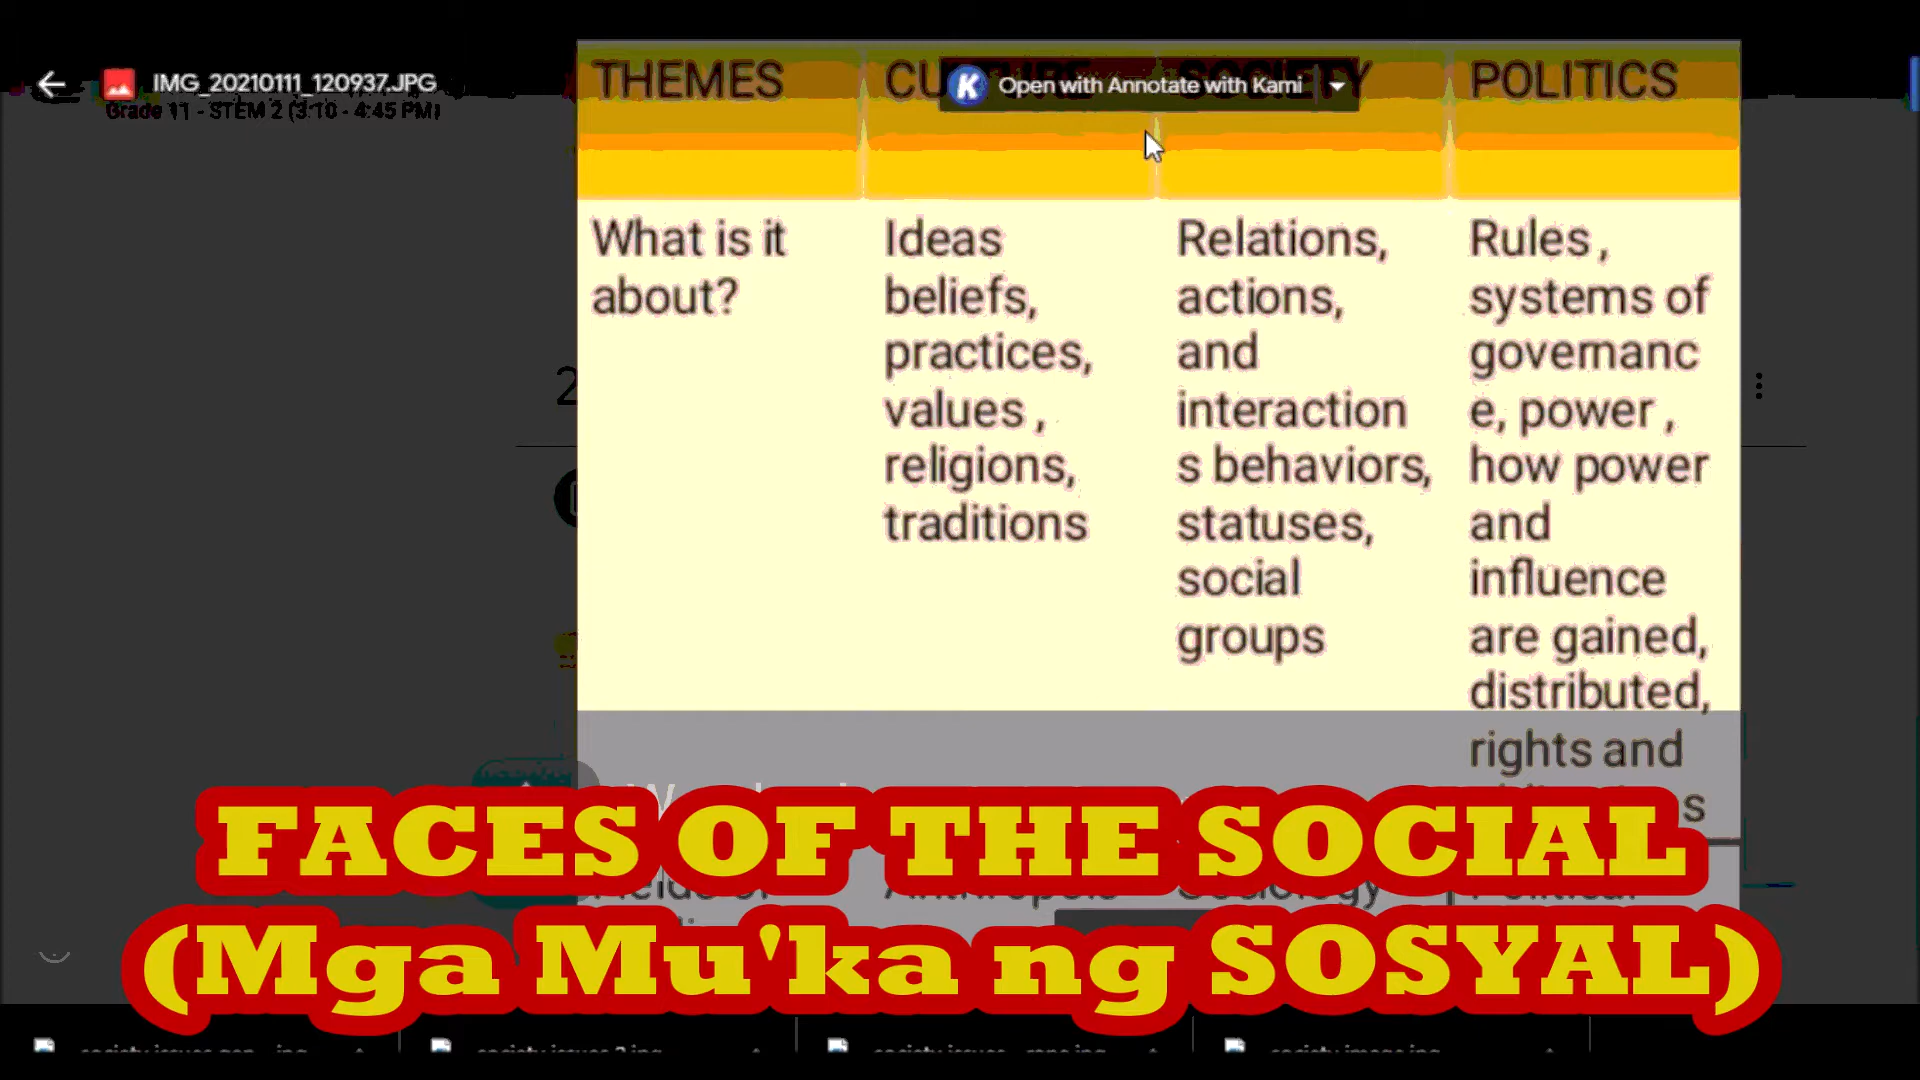 IMG_20210111_120937.JPG
Grade 11 - STEM 2 (3:10 - 4:45 PM)
Open with Annotate with Kami
THEMES
POLITICS
What is it
about?
Ideas
beliefs,
practices,
values ,
religions,
traditions
Relations,
actions,
and
interaction
s behaviors,
statuses,
social
groups
Rules ,
systems of
governanc
e, power ,
how power
and
influence
are gained,
distributed,
rights and
FACES OF THE SOCIAL
(Mga Mu'ka ng SOSYAL)